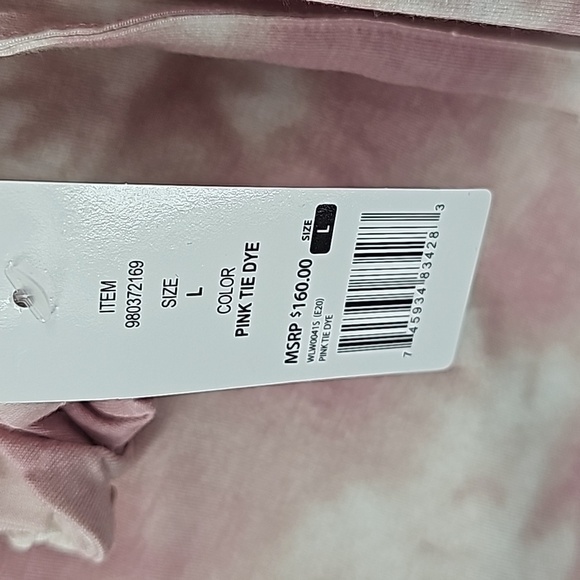 ITEM
980372169
SIZE
L
COLOR
PINK TIE DYE
MSRP $160.00
SIZE
L
WLW0041S (E20)
PINK TIE DYE
7 45934 83428 3